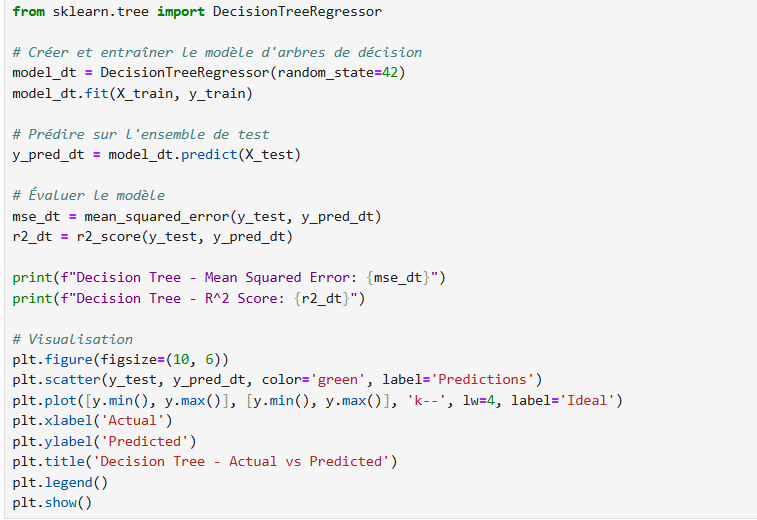 from sklearn.tree import DecisionTreeRegressor
# Créer et entraîner le modèle d'arbres de décision
model_dt = DecisionTreeRegressor(random_state=42)
model_dt.fit(X_train, y_train)
# Prédire sur l'ensemble de test
y_pred_dt = model_dt.predict(X_test)
# Évaluer le modèle
mse_dt = mean_squared_error(y_test, y_pred_dt)
r2_dt = r2_score(y_test, y_pred_dt)
print(f"Decision Tree - Mean Squared Error: {mse_dt}")
print(f"Decision Tree - R^2 Score: {r2_dt}")
# Visualisation
plt.figure(figsize=(10, 6))
plt.scatter(y_test, y_pred_dt, color='green', label='Predictions')
plt.plot([y.min(), y.max()], [y.min(), y.max()], 'k--', lw=4, label='Ideal')
plt.xlabel('Actual')
plt.ylabel('Predicted')
plt.title('Decision Tree - Actual vs Predicted')
plt.legend()
plt.show()